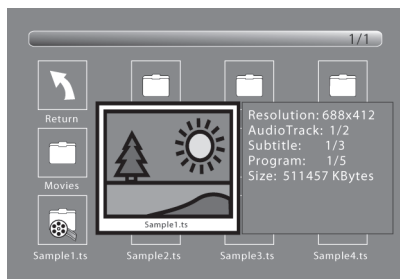 1/1
Return
Resolution: 688x412
AudioTrack: 1/2
Subtitle: 1/3
Program: 1/5
Size: 511457 KBytes
Movies
Sample1.ts
Sample1.ts Sample2.ts Sample3.ts Sample4.ts